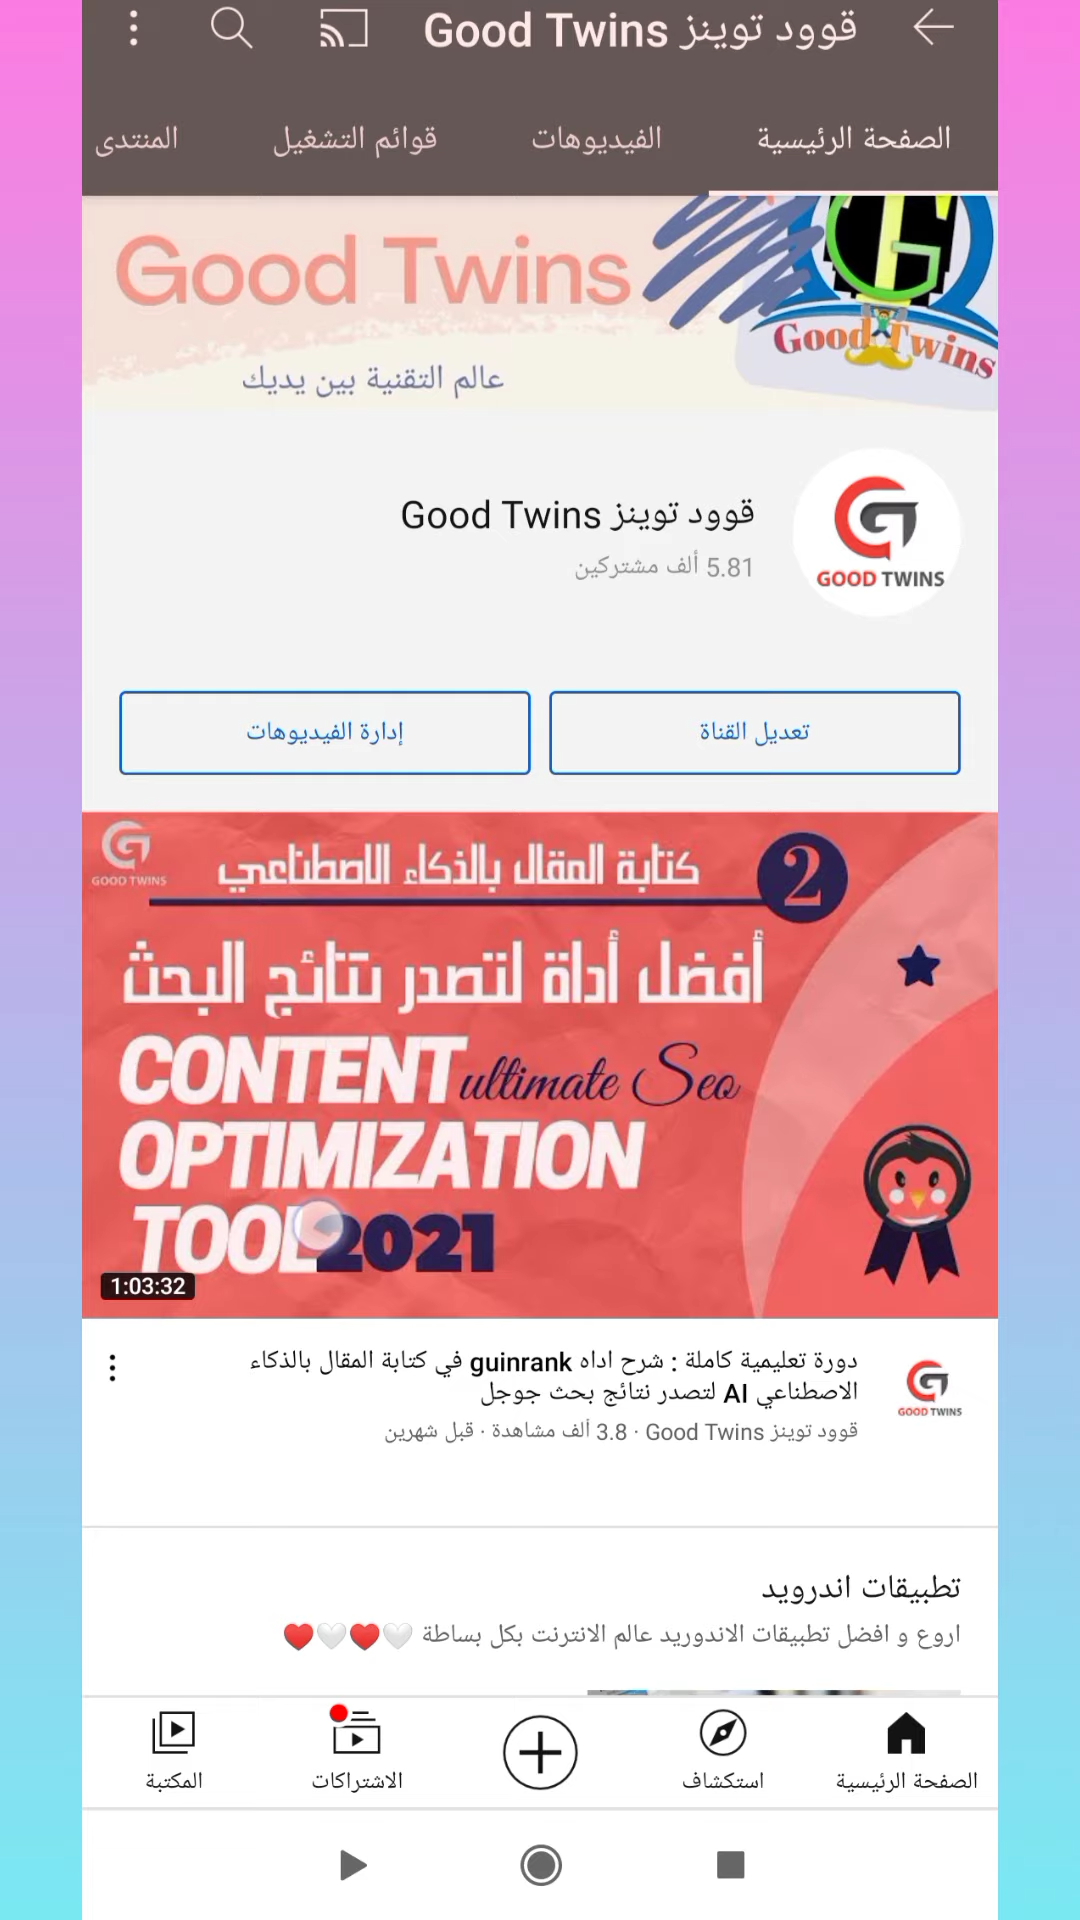 قوود توينز Good Twins
الصفحة الرئيسية
الفيديوهات
قوائم التشغيل
المنتدى
Good Twins
عالم التقنية بين يديك
Good Twins
قوود توينز Good Twins
5.81 ألف مشتركين
GOOD TWINS
تعديل القناة
إدارة الفيديوهات
GOOD TWINS
2
كتابة المقال بالذكاء الاصطناعي
أفضل أداة لتتصدر نتائج البحث
CONTENT ultimate Seo
OPTIMIZATION
TOOL 2021
1:03:32
دورة تعليمية كاملة : شرح اداه guinrank في كتابة المقال بالذكاء
الاصطناعي AI لتصدر نتائج بحث جوجل
قوود توينز Good Twins · 3.8 ألف مشاهدة · قبل شهرين
GOOD TWINS
تطبيقات اندرويد
اروع و افضل تطبيقات الاندوريد عالم الانترنت بكل بساطة 🤍❤️🤍❤️
الصفحة الرئيسية
استكشاف
الاشتراكات
المكتبة